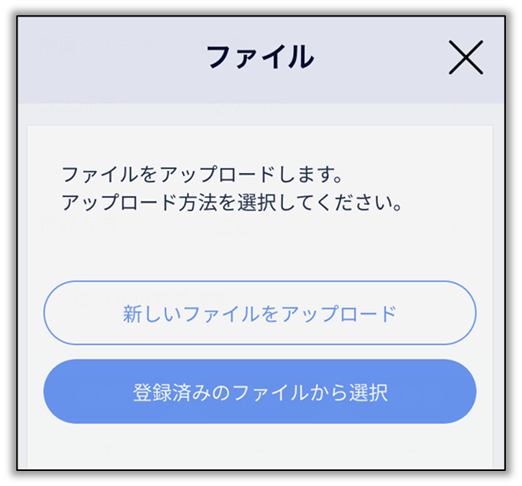 ファイル
ファイルをアップロードします。
アップロード方法を選択してください。
新しいファイルをアップロード
登録済みのファイルから選択